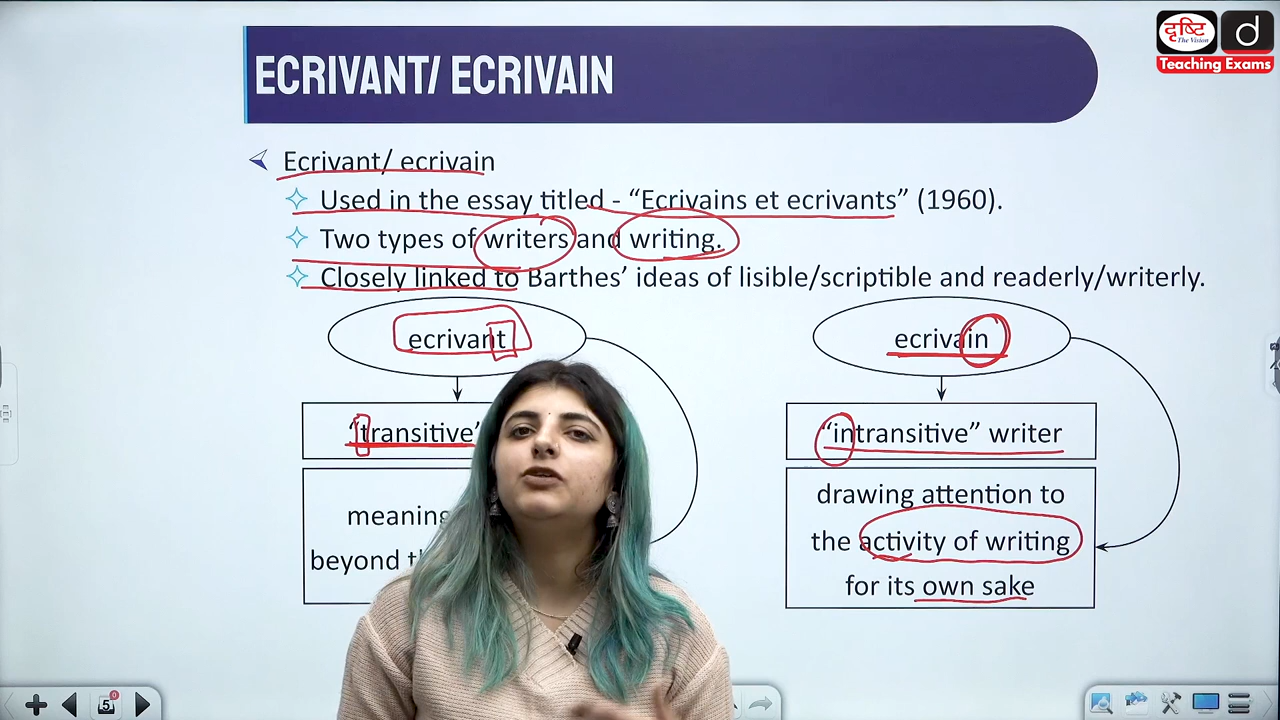 दृष्टि
The Vision
d
Teaching Exams
ECRIVANT/ ECRIVAIN
Ecrivant/ ecrivain
Used in the essay titled - “Ecrivains et ecrivants” (1960).
Two types of writers and writing.
Closely linked to Barthes’ ideas of lisible/scriptible and readerly/writerly.
ecrivant
ecrivain
“transitive”
“intransitive” writer
meaning
beyond
drawing attention to
the activity of writing
for its own sake
5
0